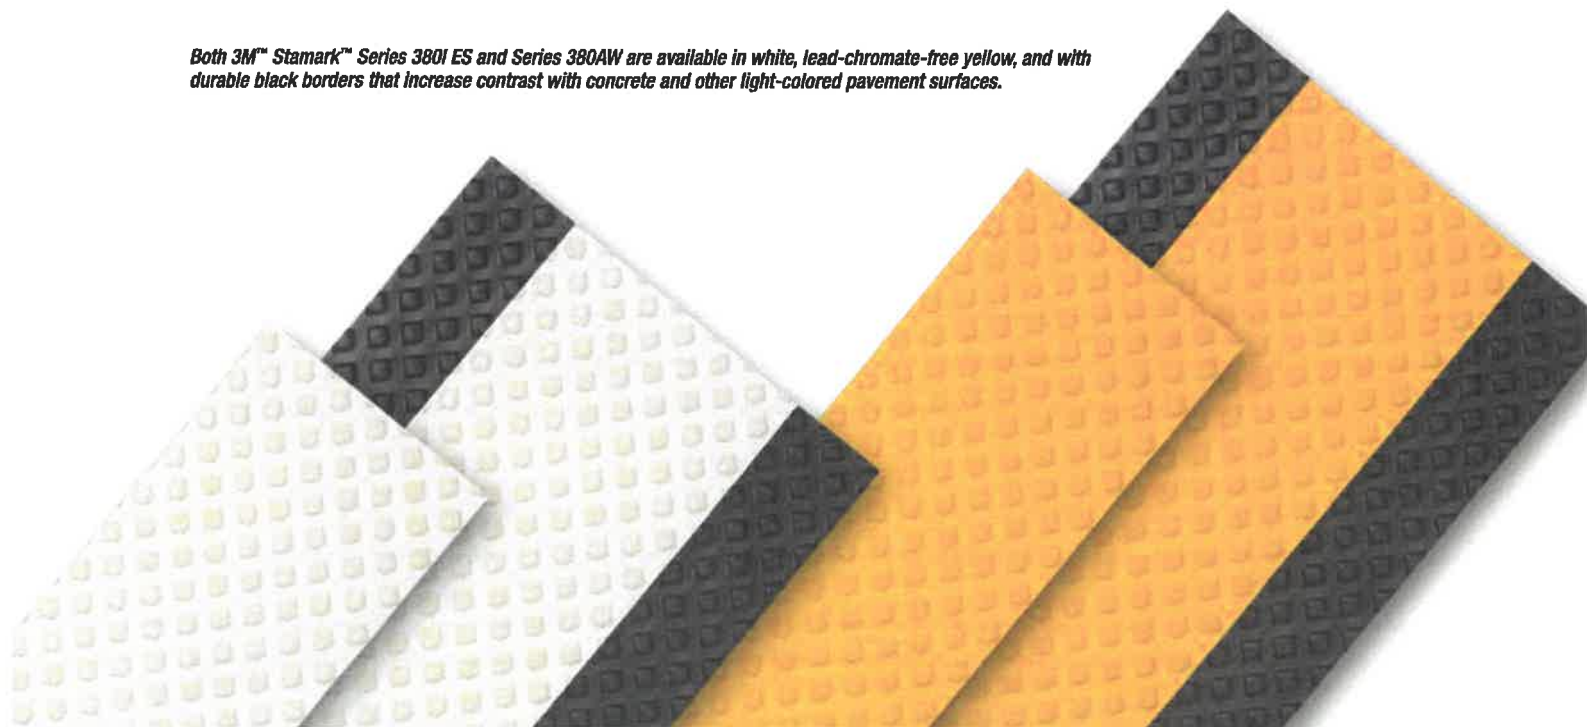 Both 3M™ Stamark™ Series 380I ES and Series 380AW are available in white, lead-chromate-free yellow, and with
durable black borders that increase contrast with concrete and other light-colored pavement surfaces.